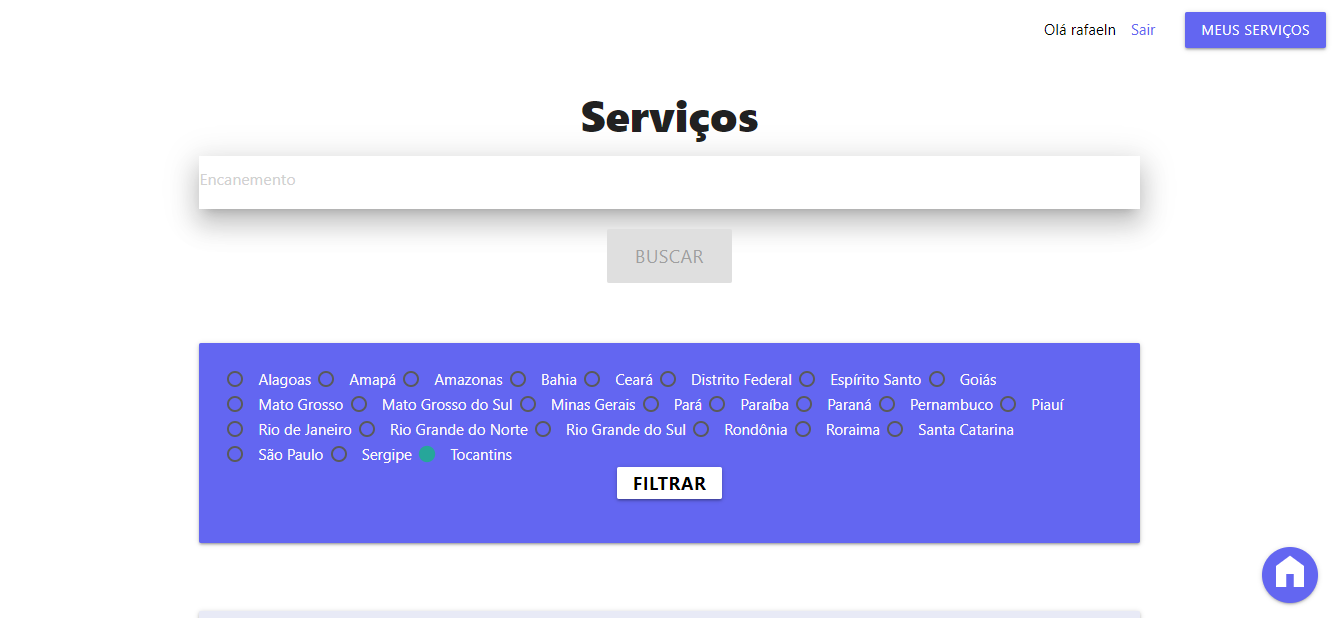 Olá rafaeln Sair MEUS SERVIÇOS
Serviços
Encanemento
BUSCAR
Alagoas Amapá Amazonas Bahia Ceará Distrito Federal Espírito Santo Goiás
Mato Grosso Mato Grosso do Sul Minas Gerais Pará Paraíba Paraná Pernambuco Piauí
Rio de Janeiro Rio Grande do Norte Rio Grande do Sul Rondônia Roraima Santa Catarina
São Paulo Sergipe Tocantins
FILTRAR